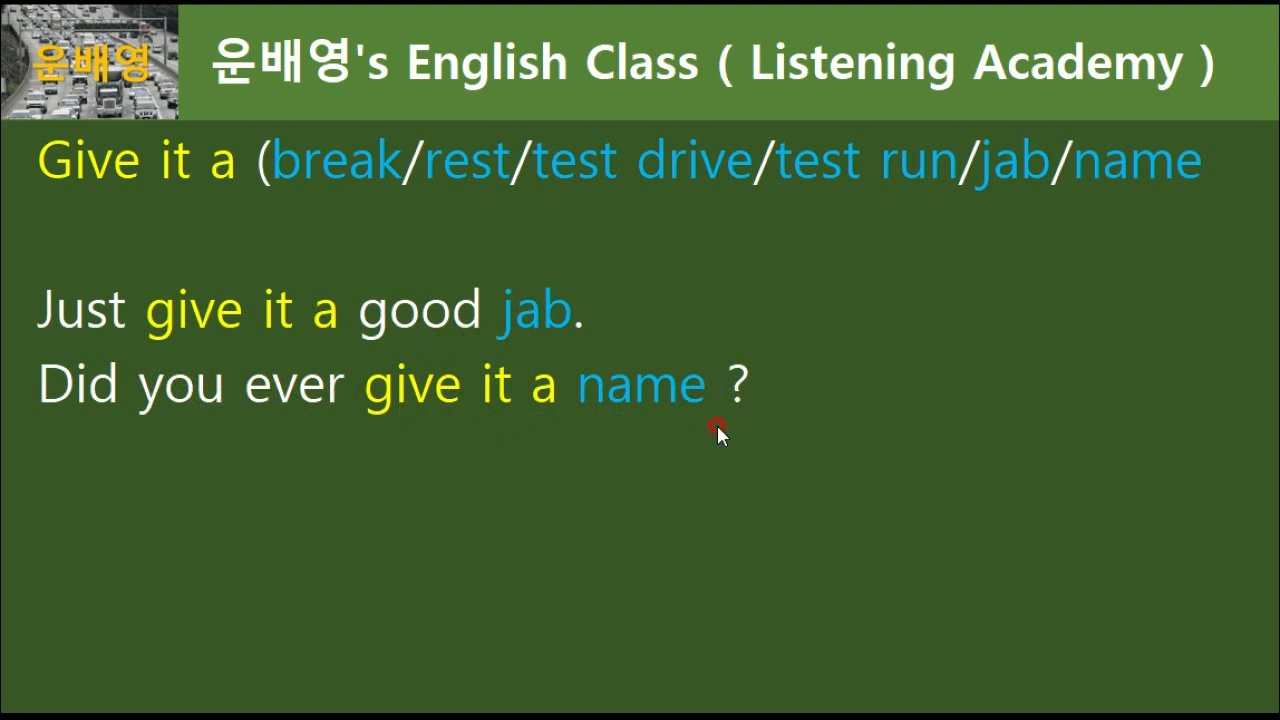 운배영
운배영's English Class ( Listening Academy )
Give it a (break/rest/test drive/test run/jab/name
Just give it a good jab.
Did you ever give it a name ?